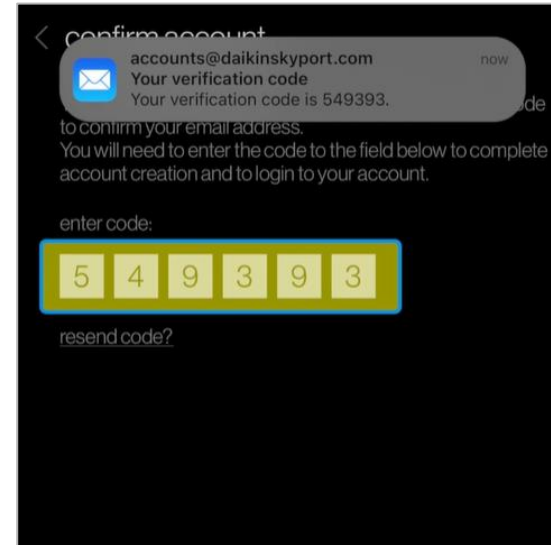 confirm account
accounts@daikinskyport.com
now
Your verification code
Your verification code is 549393.
to confirm your email address.
You will need to enter the code to the field below to complete
account creation and to login to your account.
enter code:
5 4 9 3 9 3
resend code?